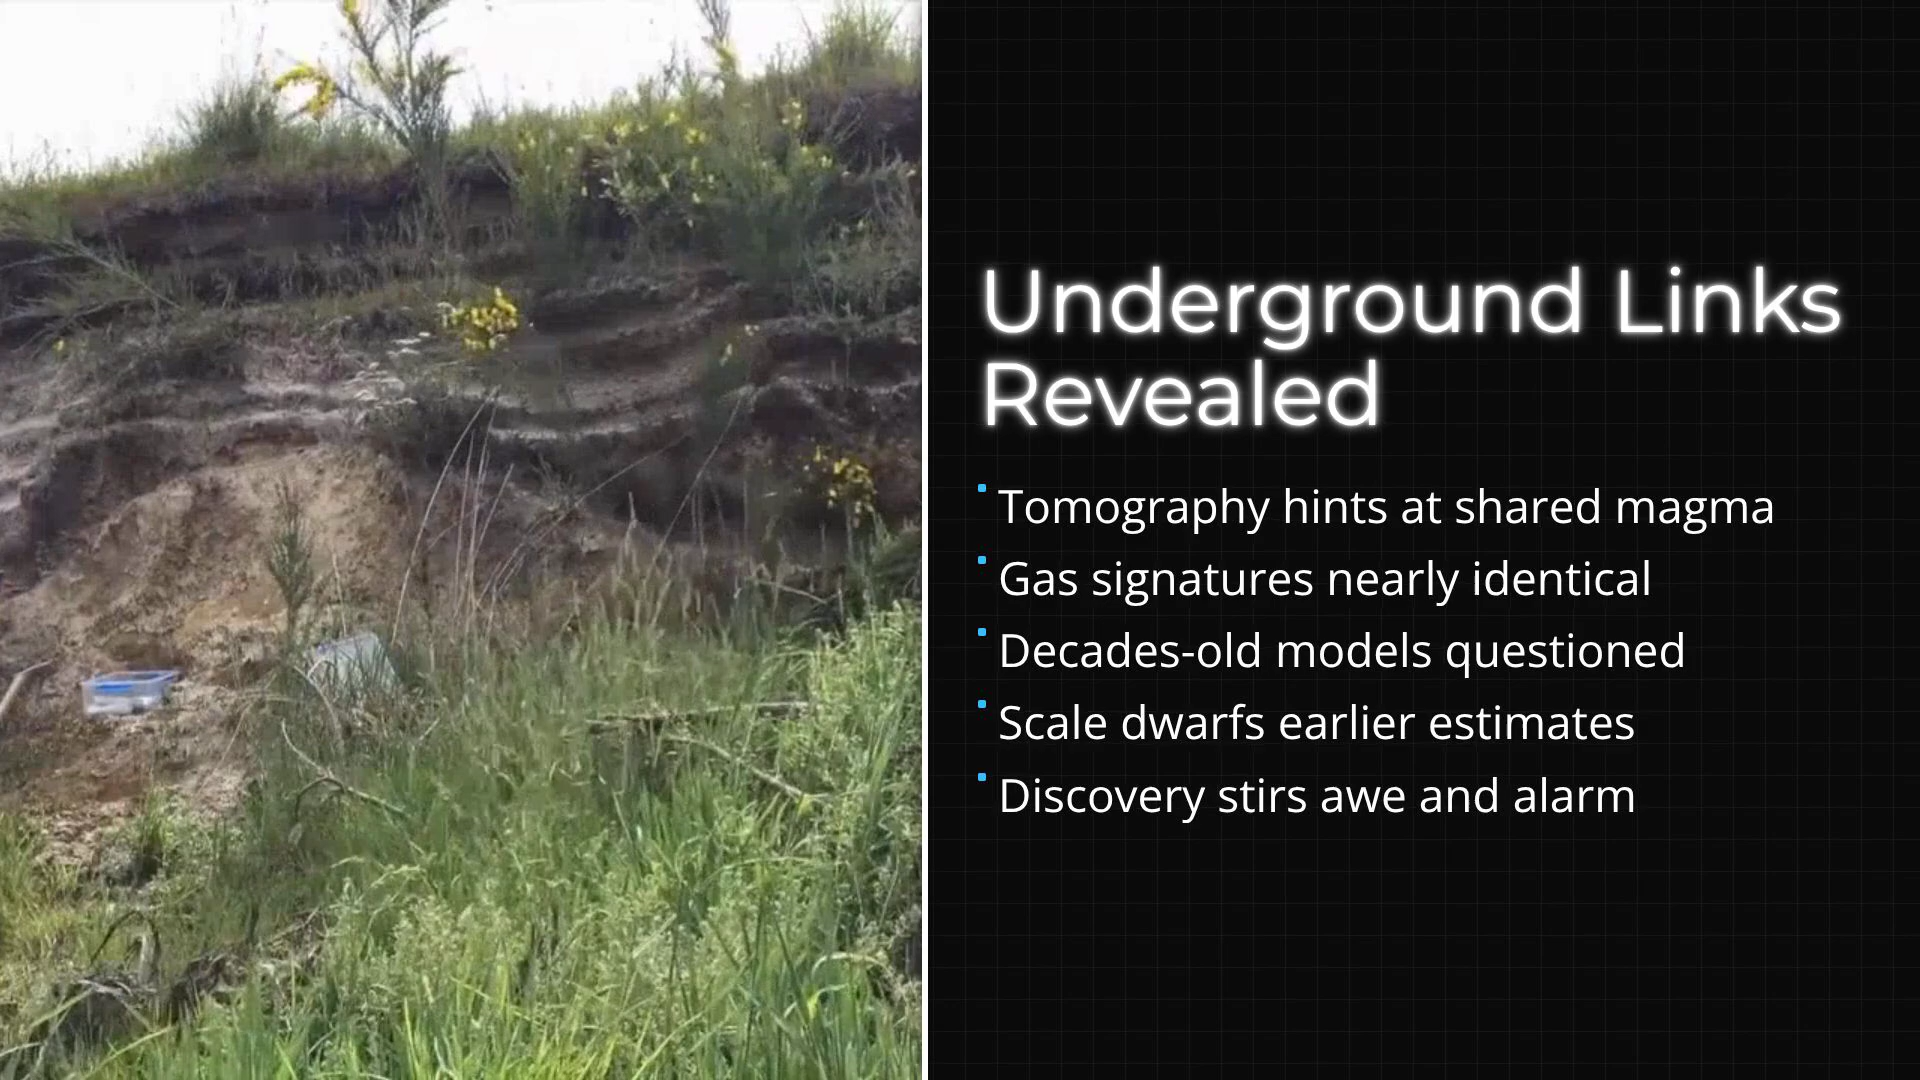 Underground Links
Revealed
Tomography hints at shared magma
Gas signatures nearly identical
Decades-old models questioned
Scale dwarfs earlier estimates
Discovery stirs awe and alarm